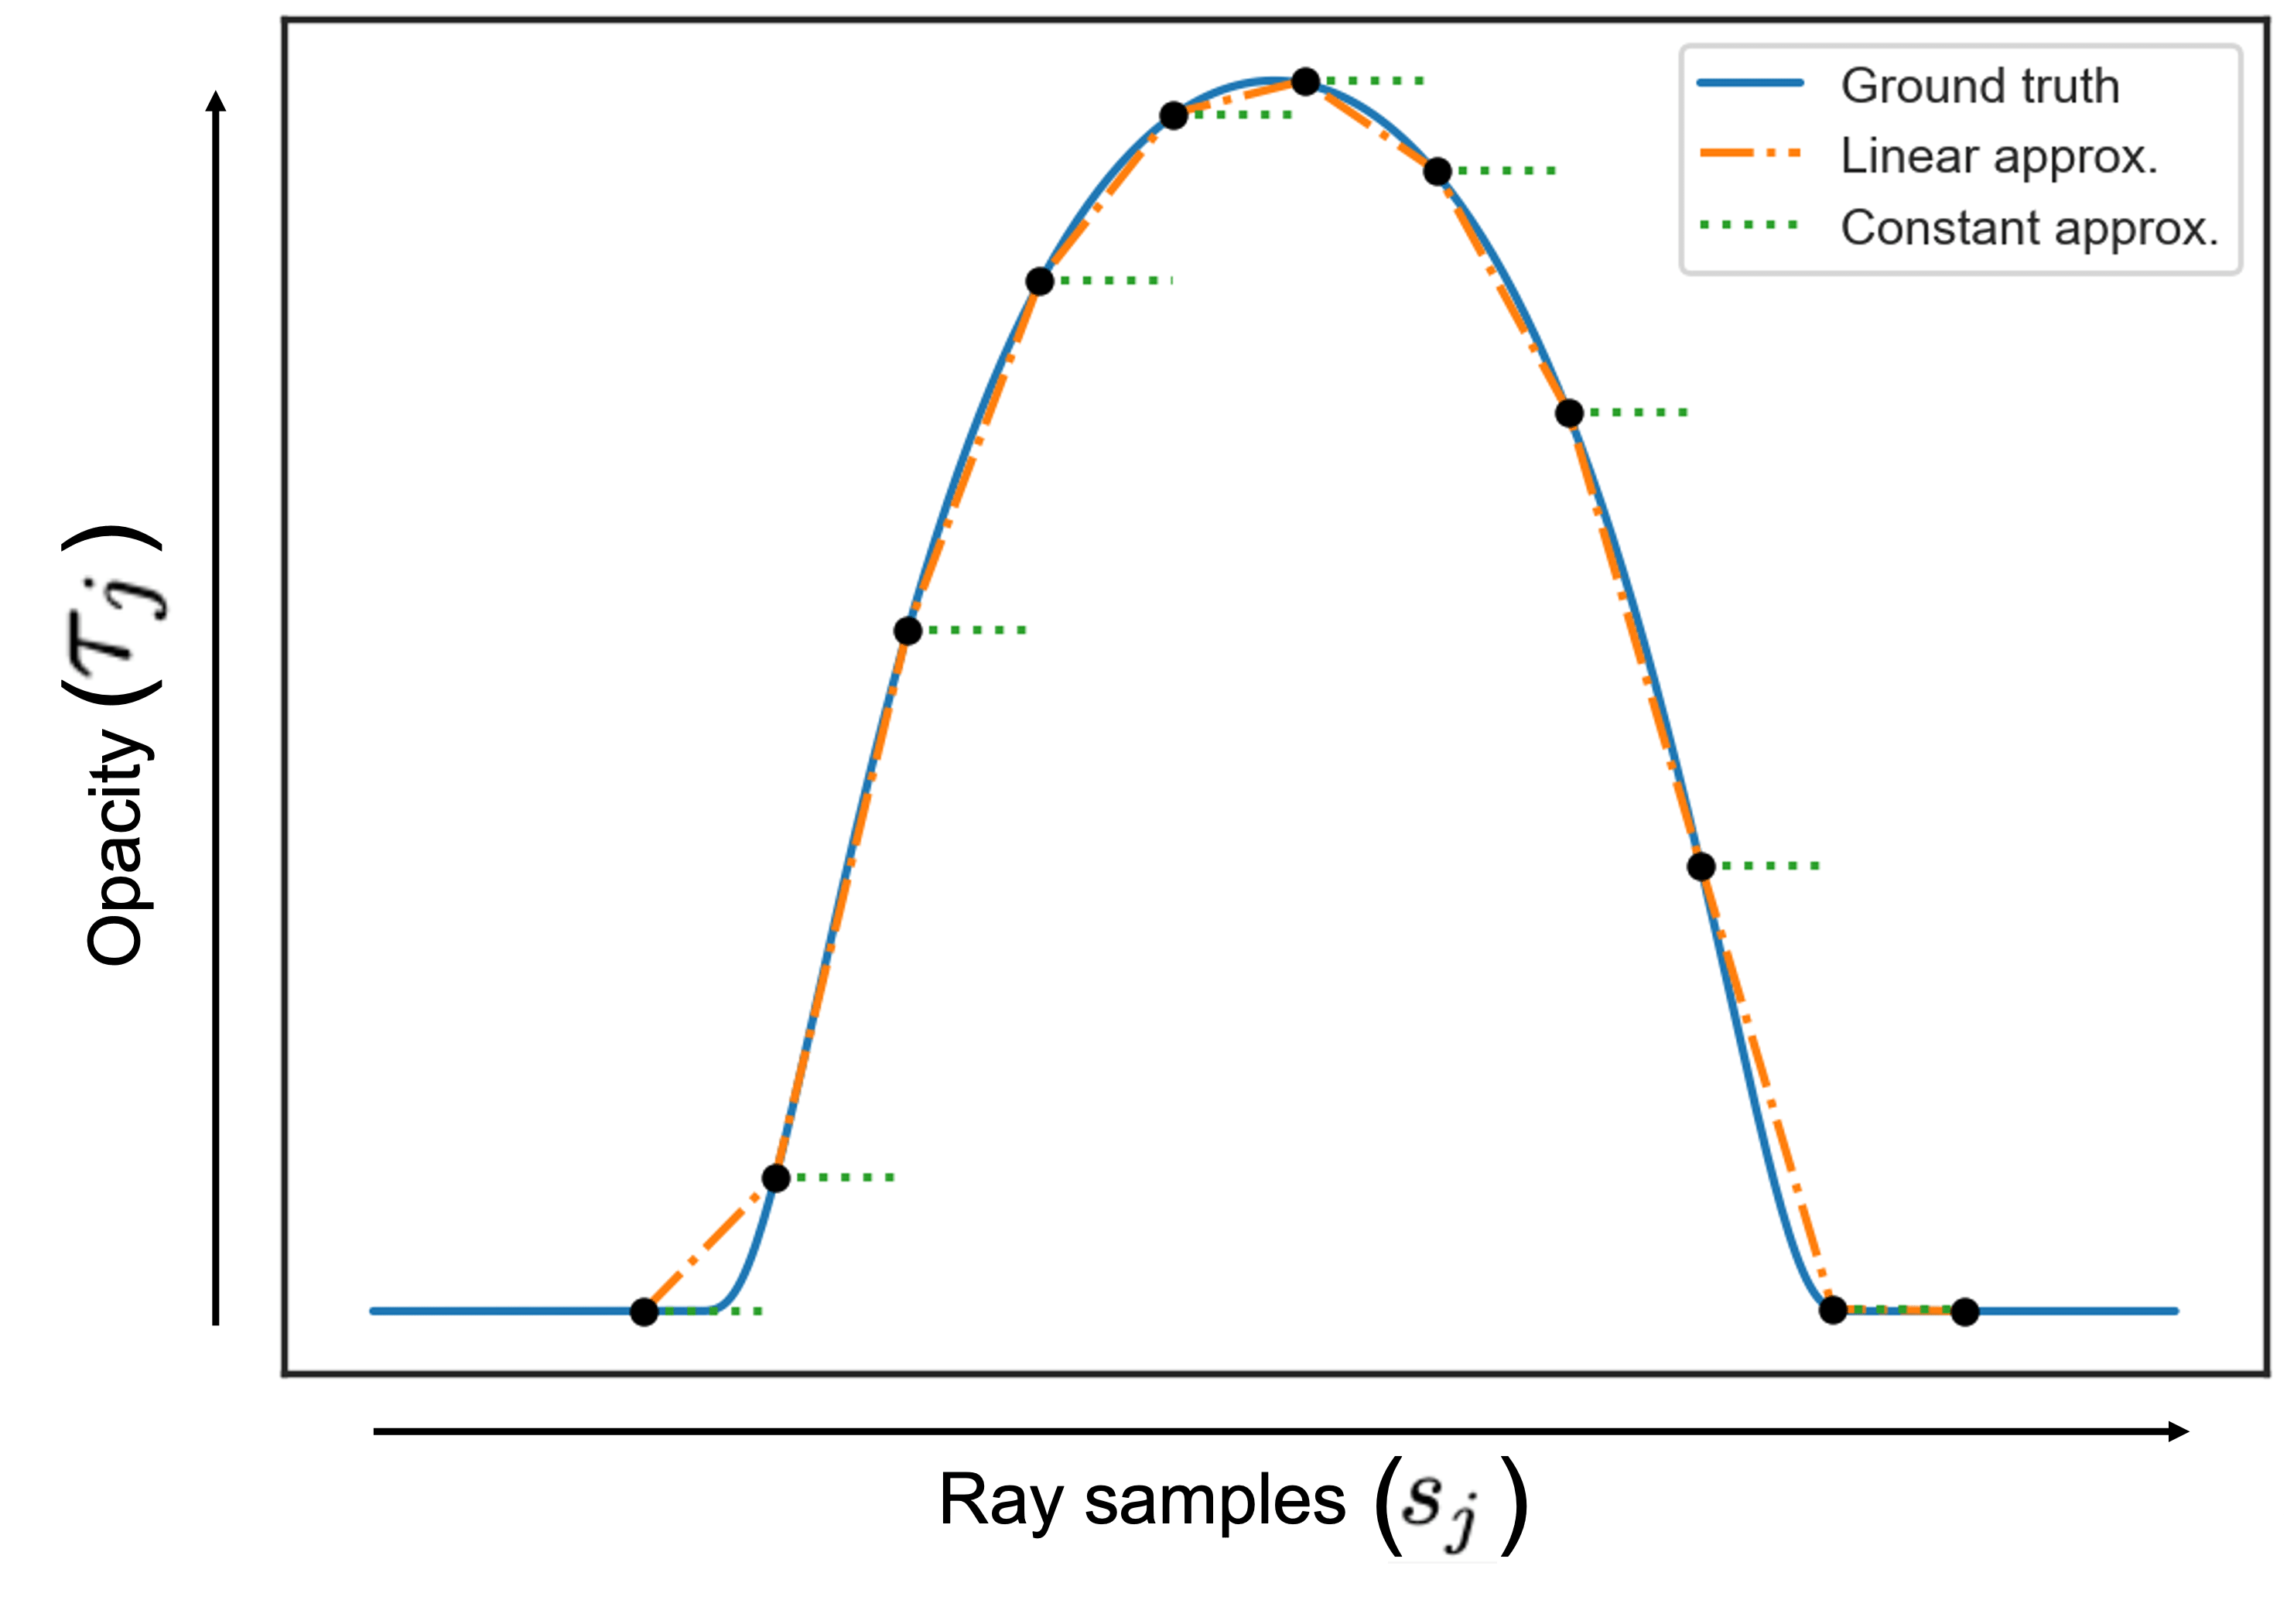 Ground truth
Linear approx.
Constant approx.
Opacity (τj)
Ray samples (sj)